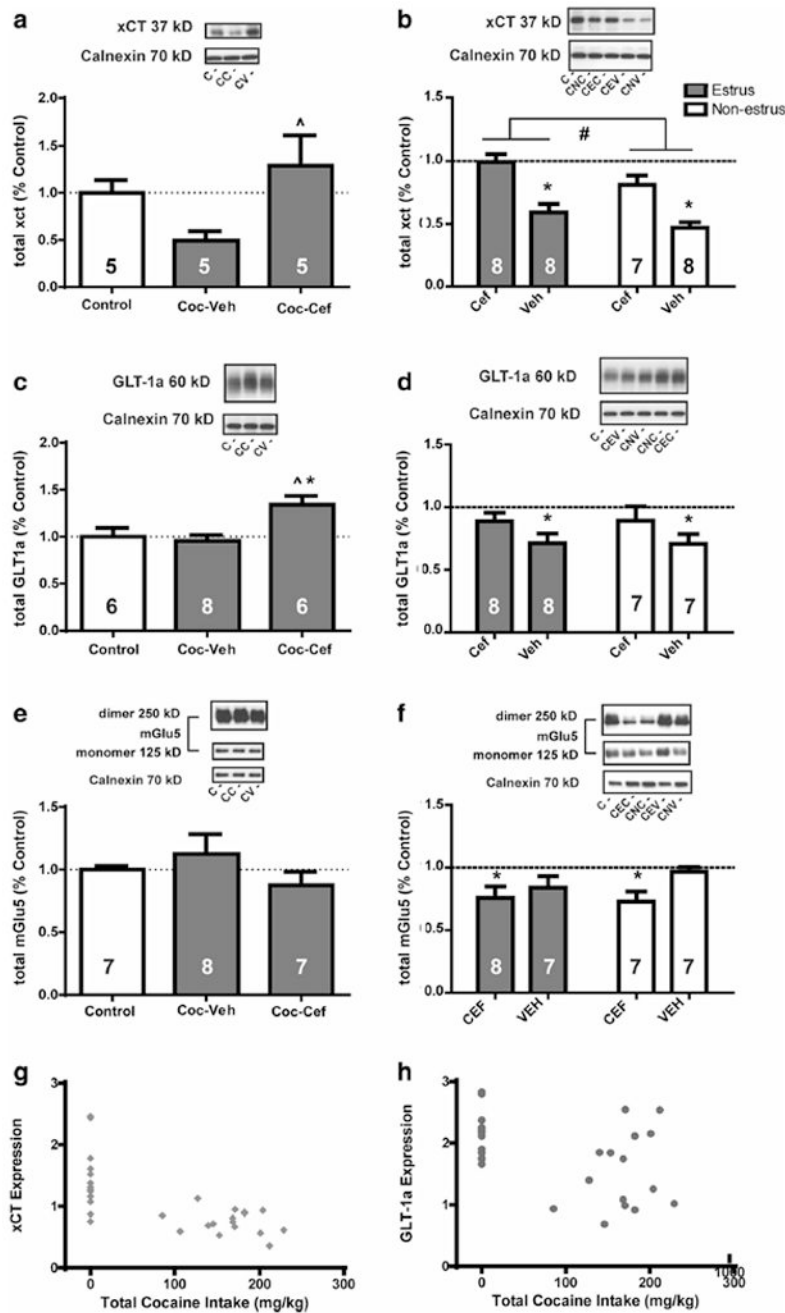 a
xCT 37 kD
Calnexin 70 kD
C - CC - CV -
total xct (% Control)
2.0
1.5
1.0
0.5
0.0
^
5 5 5
Control Coc-Veh Coc-Cef
b
xCT 37 kD
Calnexin 70 kD
C - CNC - CEC - CEV - CNV -
Estrus
Non-estrus
total xct (% Control)
1.5
1.0
0.5
0.0
#
* *
8 8 7 8
Cef Veh Cef Veh
c
GLT-1a 60 kD
Calnexin 70 kD
C - CC - CV -
total GLT1a (% Control)
2.0
1.5
1.0
0.5
0.0
^ *
6 8 6
Control Coc-Veh Coc-Cef
d
GLT-1a 60 kD
Calnexin 70 kD
C - CEV - CNV - CNC - CEC -
total GLT1a (% Control)
1.5
1.0
0.5
0.0
* *
8 8 7 7
Cef Veh Cef Veh
e
dimer 250 kD
mGlu5
monomer 125 kD
Calnexin 70 kD
C - CC - CV -
total mGlu5 (% Control)
1.5
1.0
0.5
0.0
7 8 7
Control Coc-Veh Coc-Cef
f
dimer 250 kD
mGlu5
monomer 125 kD
Calnexin 70 kD
C - CEC - CNC - CEV - CNV -
total mGlu5 (% Control)
1.5
1.0
0.5
0.0
* *
8 7 7 7
CEF VEH CEF VEH
g
xCT Expression
3
2
1
0
0 100 200 300
Total Cocaine Intake (mg/kg)
h
GLT-1a Expression
3
2
1
0
0 100 200 300
Total Cocaine Intake (mg/kg)